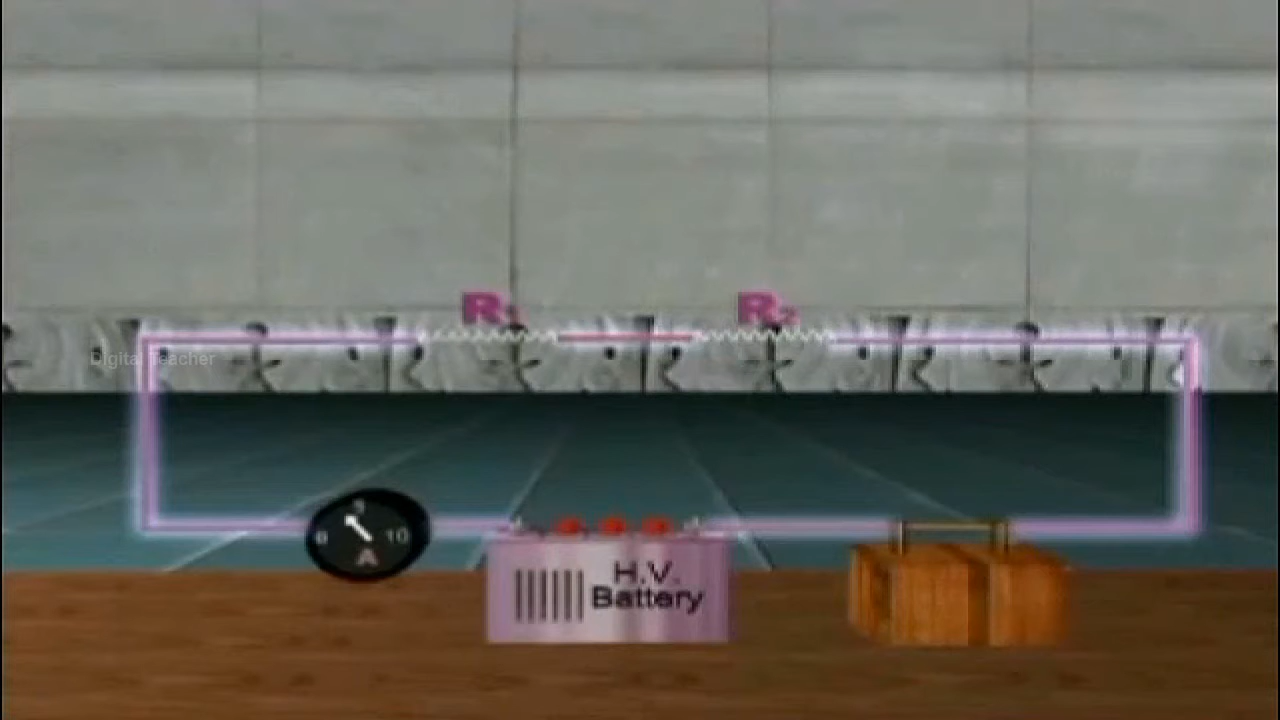 R₁
R₂
Digital Teacher
5
0
10
A
H.V.
Battery